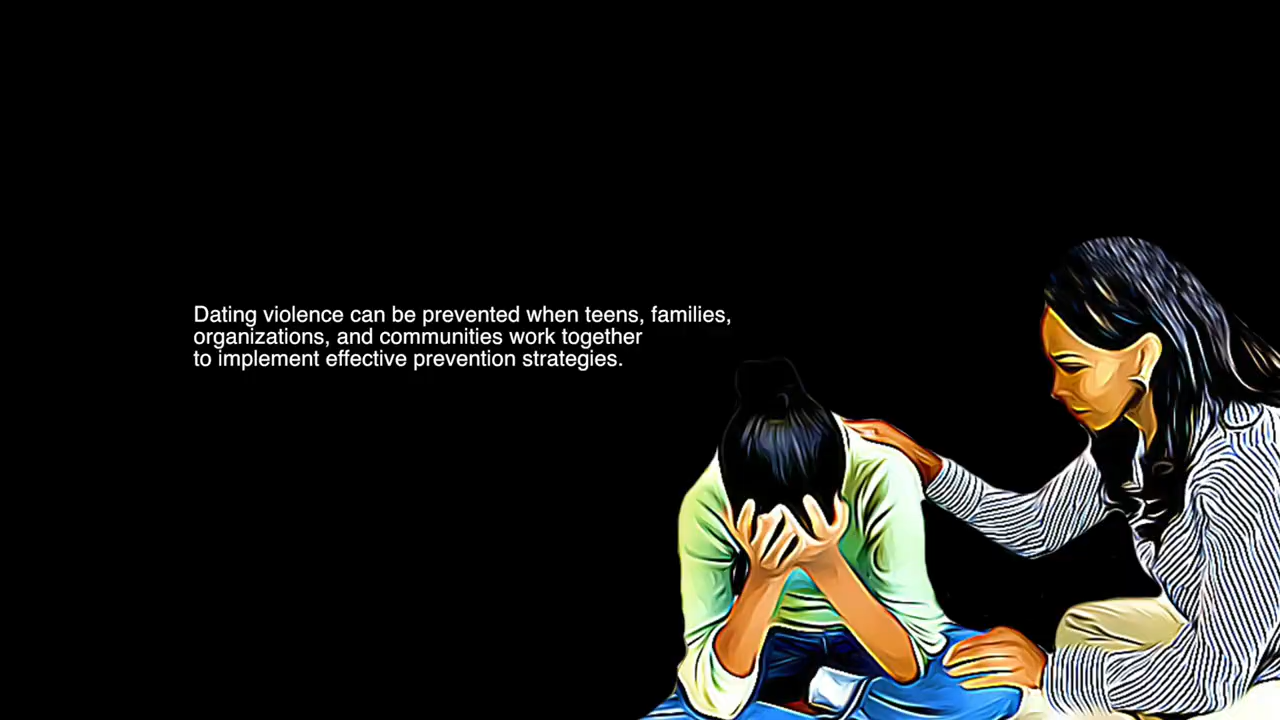 Dating violence can be prevented when teens, families,
organizations, and communities work together
to implement effective prevention strategies.